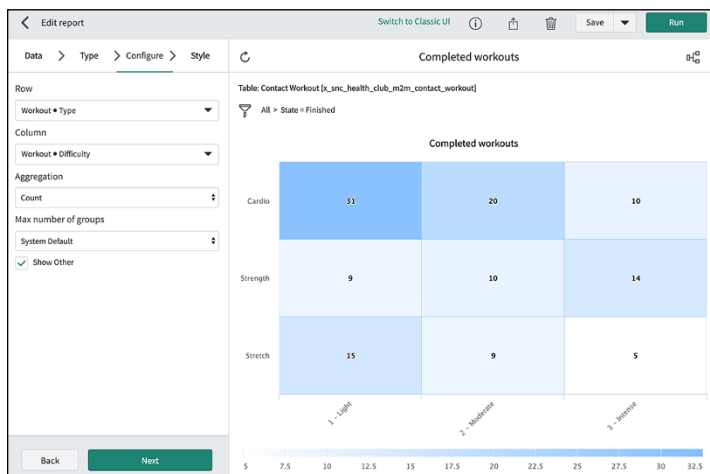 Edit report
Switch to Classic UI
Save
Run
Data
Type
Configure
Style
Completed workouts
Row
Workout • Type
Column
Workout • Difficulty
Aggregation
Count
Max number of groups
System Default
Show Other
Back
Next
Table: Contact Workout [x_snc_health_club_m2m_contact_workout]
All > State = Finished
Completed workouts
Cardio 31 20 10
Strength 9 10 14
Stretch 15 9 5
1 - Light 2 - Moderate 3 - Intense
5 7.5 10 12.5 15 17.5 20 22.5 25 27.5 30 32.5